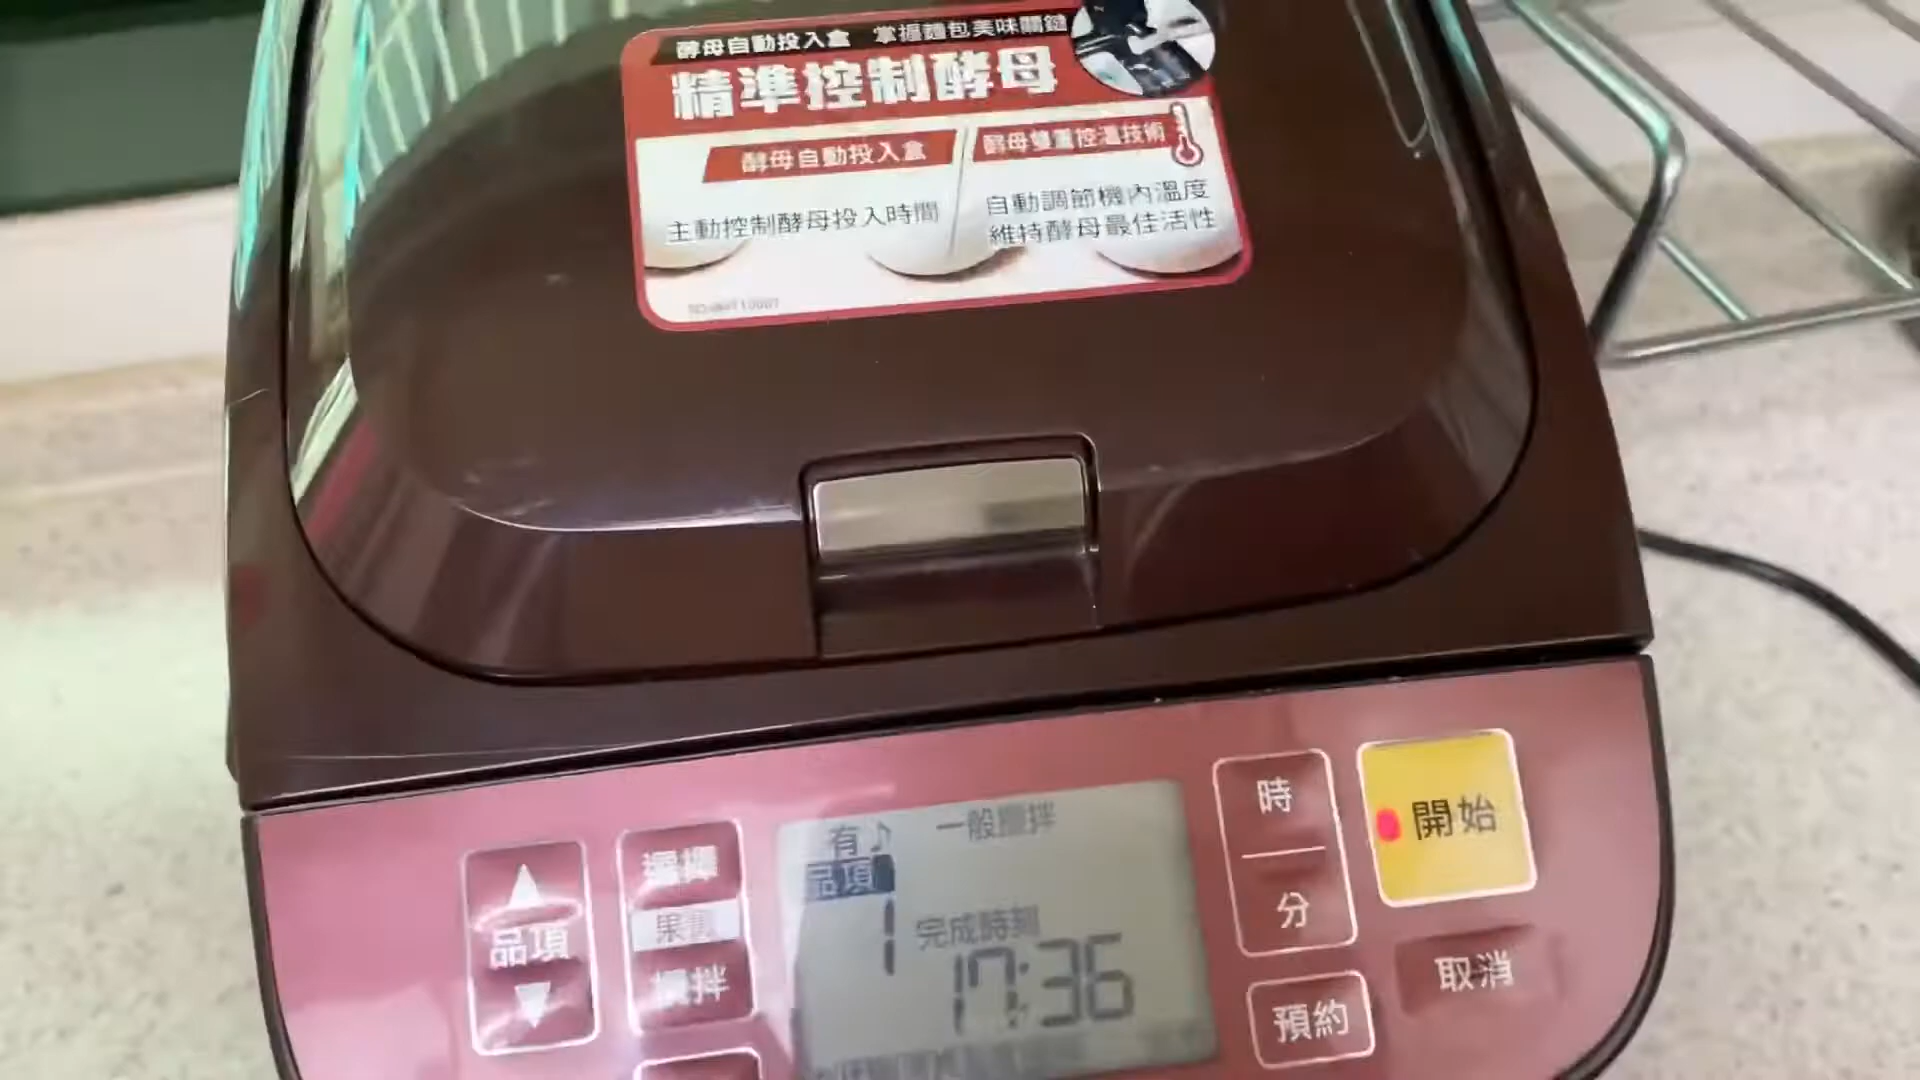 酵母自動投入盒 掌握麵包美味關鍵
精準控制酵母
酵母自動投入盒
酵母雙重控溫技術
主動控制酵母投入時間
自動調節機內溫度
維持酵母最佳活性
▲
品項
▼
選擇
果實
攪拌
有♪
一般攪拌
品項
1
完成時刻
17:36
時
分
開始
預約
取消